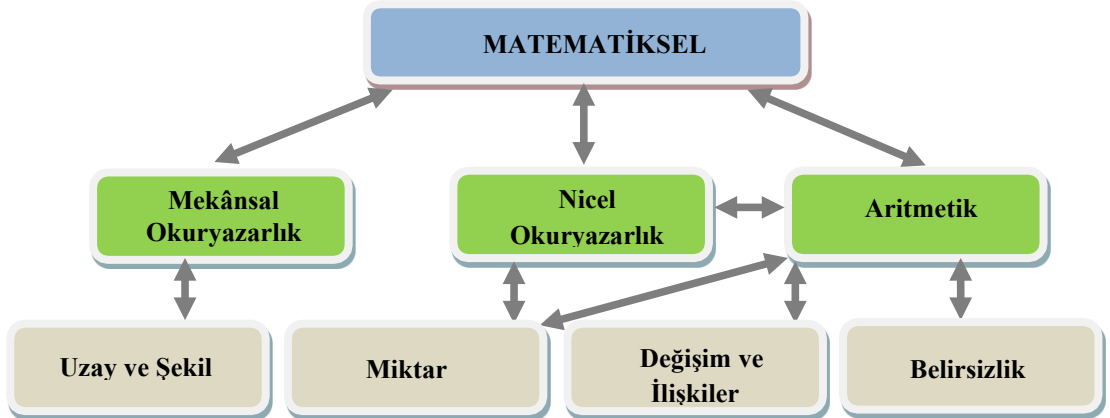 MATEMATİKSEL
Mekânsal
Okuryazarlık
Nicel
Okuryazarlık
Aritmetik
Uzay ve Şekil
Miktar
Değişim ve
İlişkiler
Belirsizlik